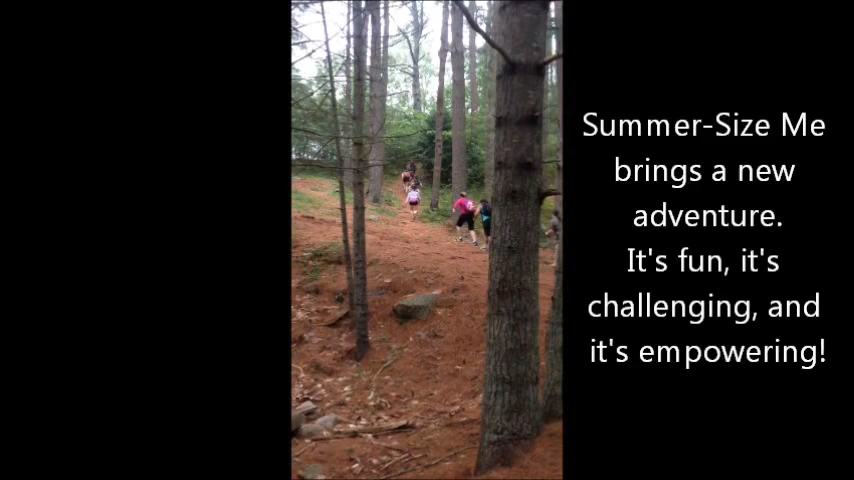 Summer-Size Me
brings a new
adventure.
It's fun, it's
challenging, and
it's empowering!